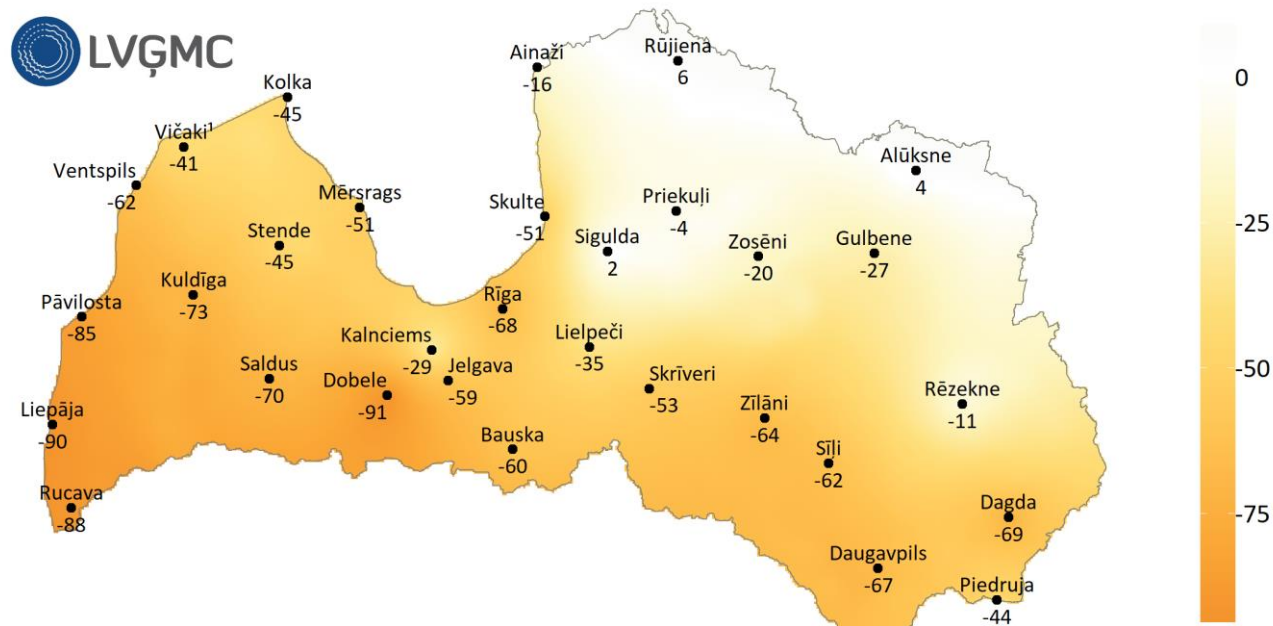 LVĢMC
Ainaži
-16
Rūjiena
6
Kolka
-45
Vičaki¹
-41
Alūksne
4
Ventspils
-62
Mērsrags
-51
Skulte
-51
Priekuļi
-4
Stende
-45
Sigulda
2
Zosēni
-20
Gulbene
-27
Kuldīga
-73
Pāvilosta
-85
Rīga
-68
Kalnciems
-29
Lielpeči
-35
Saldus
-70
Dobele
-91
Jelgava
-59
Skrīveri
-53
Rēzekne
-11
Zīlāni
-64
Liepāja
-90
Bauska
-60
Sīļi
-62
Rucava
-88
Dagda
-69
Daugavpils
-67
Piedruja
-44
0
-25
-50
-75